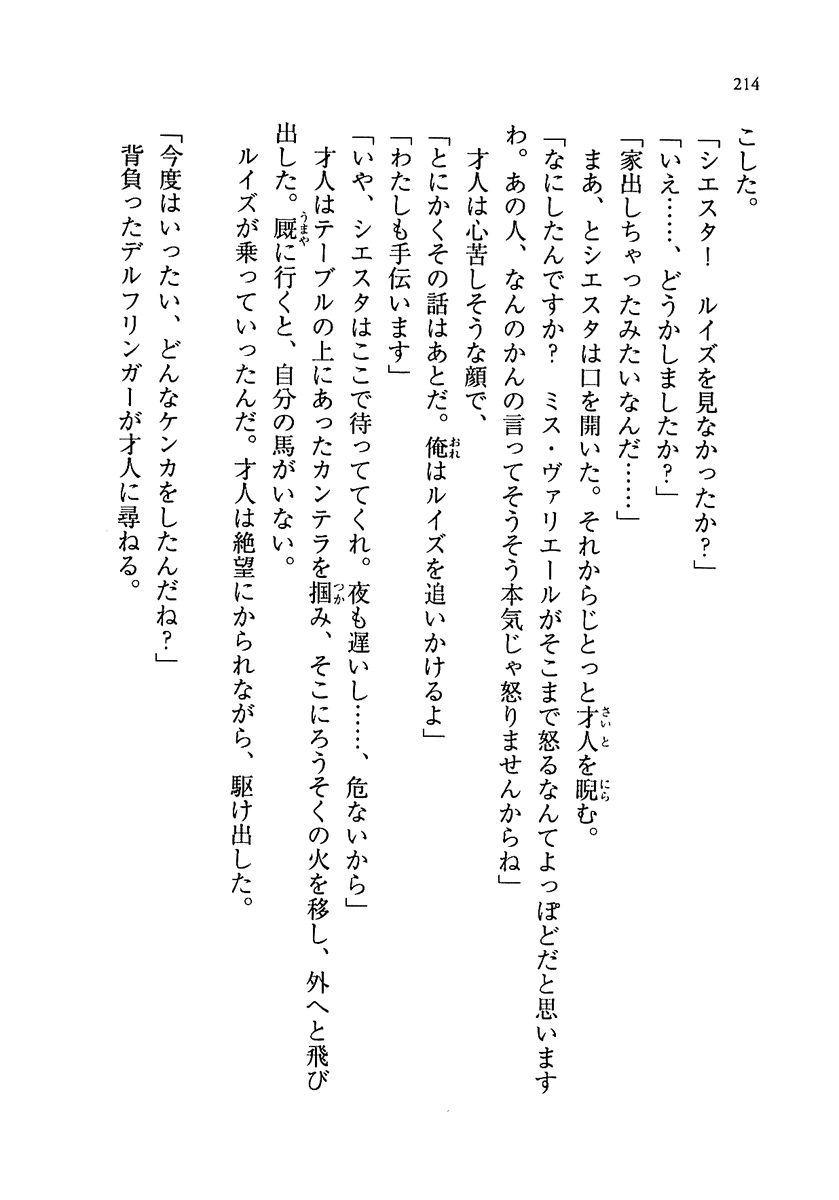 214
こした。
「シエスタ！　ルイズを見なかったか？」
「いえ……、どうかしましたか？」
「家出しちゃったみたいなんだ……」
まあ、とシエスタは口を開いた。それからじとっと才人を睨む。
「なにしたんですか？　ミス・ヴァリエールがそこまで怒るなんてよっぽどだと思います
わ。あの人、なんのかんの言ってそうそう本気じゃ怒りませんからね」
才人は心苦しそうな顔で、
「とにかくその話はあとだ。俺はルイズを追いかけるよ」
「わたしも手伝います」
「いや、シエスタはここで待っててくれ。夜も遅いし……、危ないから」
才人はテーブルの上にあったカンテラを掴み、そこにろうそくの火を移し、外へと飛び
出した。厩に行くと、自分の馬がいない。
ルイズが乗っていったんだ。才人は絶望にかられながら、駆け出した。
「今度はいったい、どんなケンカをしたんだね？」
背負ったデルフリンガーが才人に尋ねる。